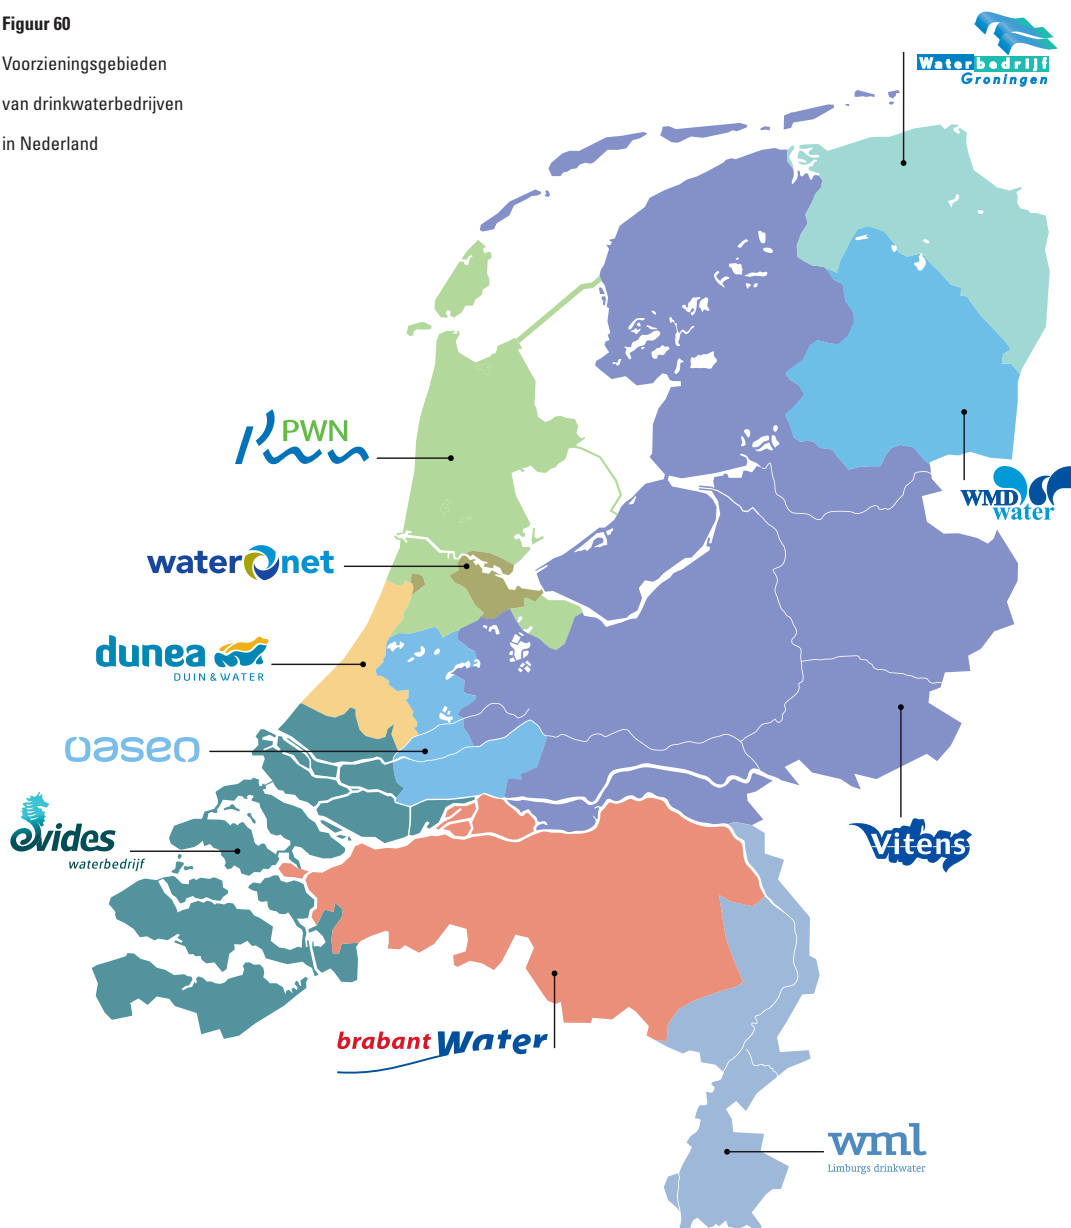 Figuur 60
Voorzieningsgebieden
van drinkwaterbedrijven
in Nederland
Waterbedrijf
Groningen
PWN
WMD
water
waternet
dunea
DUIN & WATER
oasen
evides
waterbedrijf
Vitens
brabant Water
wml
Limburgs drinkwater